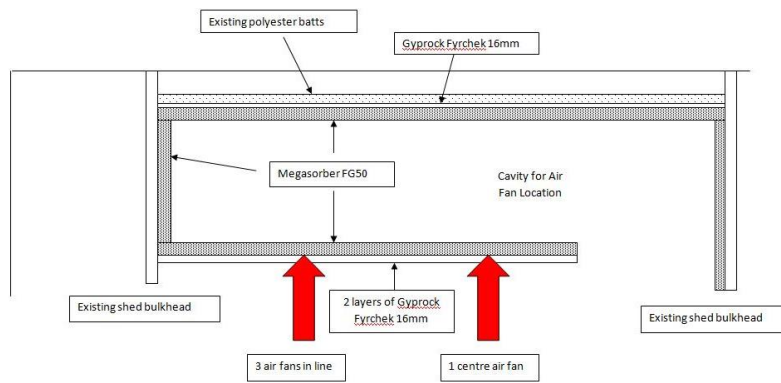 Existing polyester batts
Gyprock Fyrchek 16mm
Megasorber FG50
Cavity for Air
Fan Location
Existing shed bulkhead
2 layers of Gyprock
Fyrchek 16mm
Existing shed bulkhead
3 air fans in line
1 centre air fan